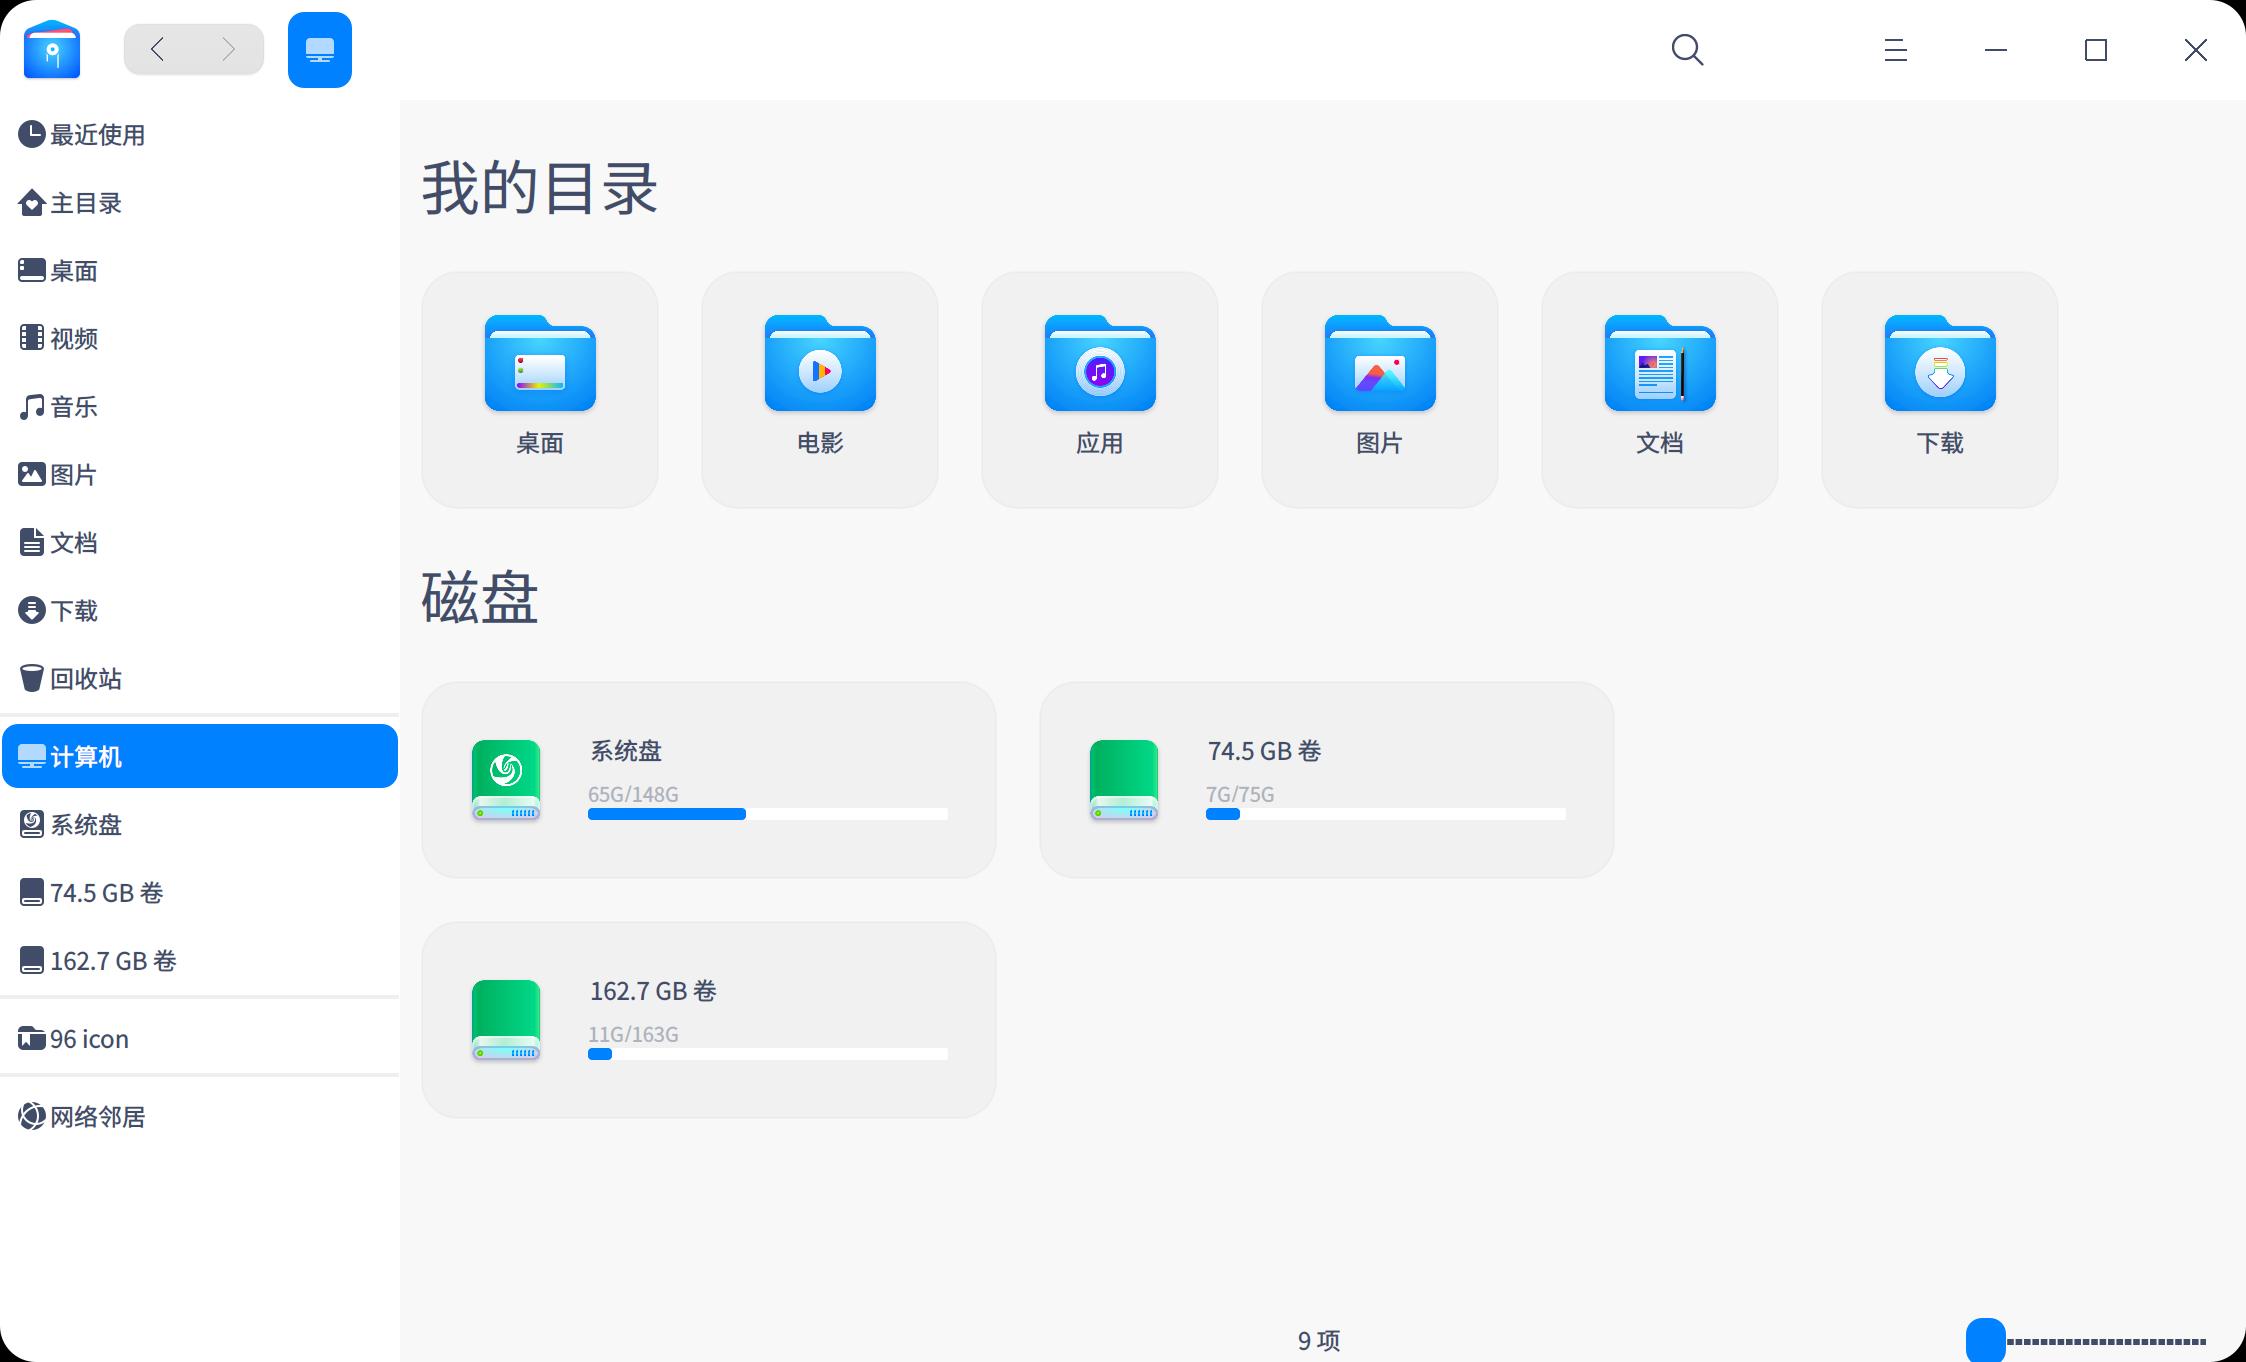 最近使用
主目录
桌面
视频
音乐
图片
文档
下载
回收站
计算机
系统盘
74.5 GB 卷
162.7 GB 卷
96 icon
网络邻居
我的目录
桌面
电影
应用
图片
文档
下载
磁盘
系统盘
65G/148G
74.5 GB 卷
7G/75G
162.7 GB 卷
11G/163G
9 项